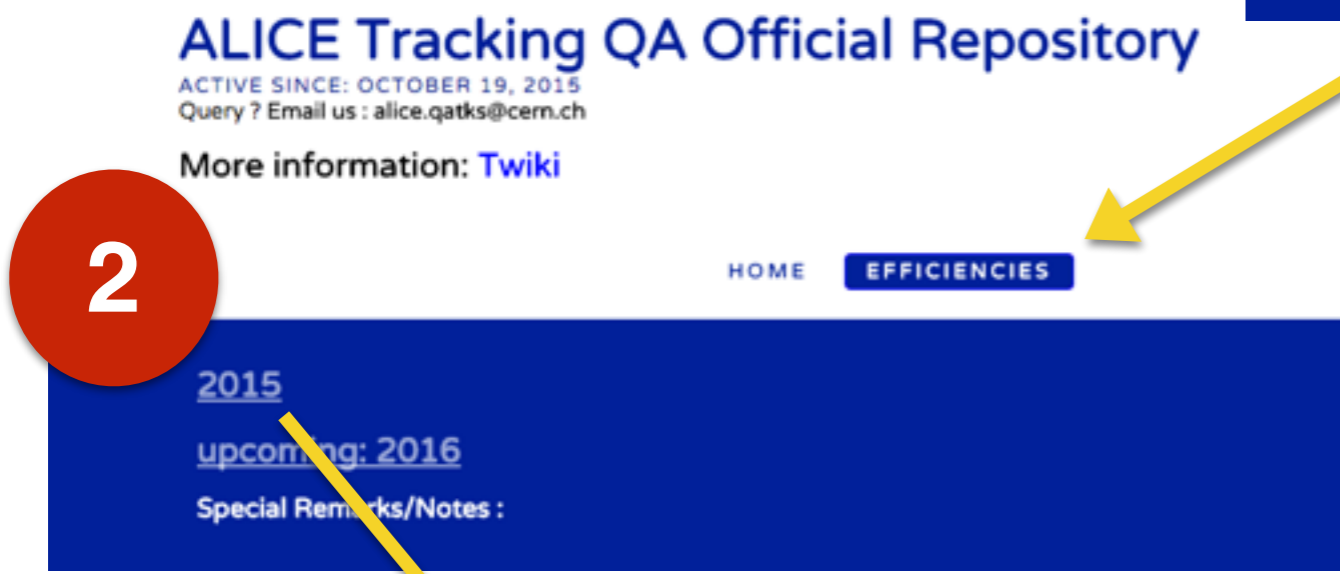 ALICE Tracking QA Official Repository
ACTIVE SINCE: OCTOBER 19, 2015
Query ? Email us : alice.qatks@cern.ch
More information: Twiki
2
HOME EFFICIENCIES
2015
upcoming: 2016
Special Remarks/Notes :